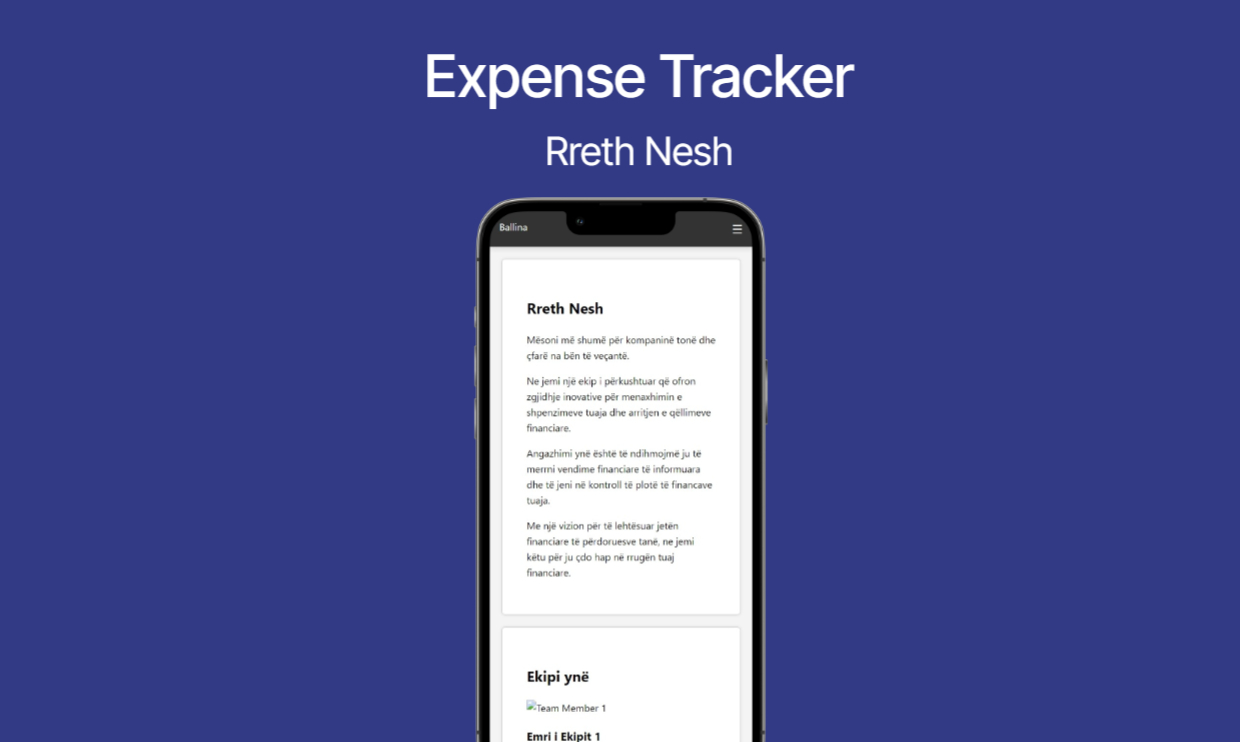 Expense Tracker
Rreth Nesh
Ballina
Rreth Nesh
Mësoni më shumë për kompaninë tonë dhe
çfarë na bën të veçantë.
Ne jemi një ekip i përkushtuar që ofron
zgjidhje inovative për menaxhimin e
shpenzimeve tuaja dhe arritjen e qëllimeve
financiare.
Angazhimi ynë është të ndihmojmë ju të
merrni vendime financiare të informuara
dhe të jeni në kontroll të plotë të financave
tuaja.
Me një vizion për të lehtësuar jetën
financiare të përdoruesve tanë, ne jemi
këtu për ju çdo hap në rrugën tuaj
financiare.
Ekipi ynë
Team Member 1
Emri i Ekipit 1